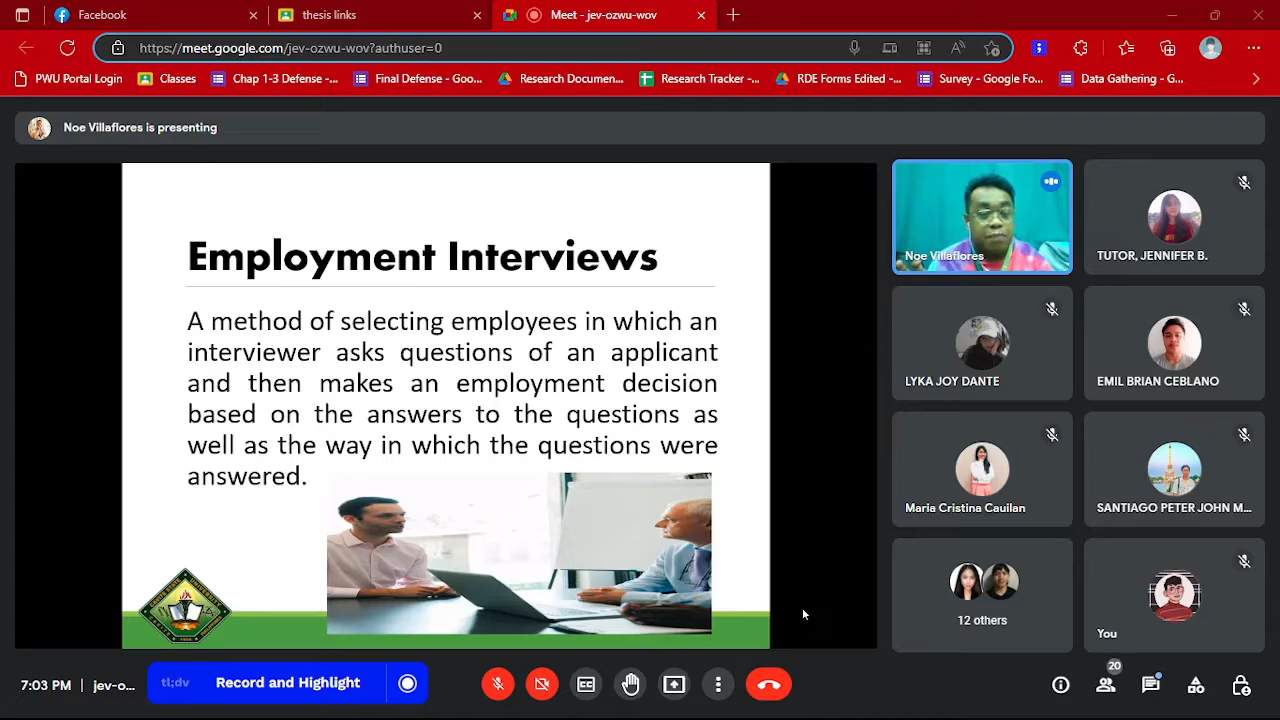 Facebook
thesis links
Meet - jev-ozwu-wov
https://meet.google.com/jev-ozwu-wov?authuser=0
PWU Portal Login
Classes
Chap 1-3 Defense -...
Final Defense - Goo...
Research Documen...
Research Tracker -...
RDE Forms Edited -...
Survey - Google Fo...
Data Gathering - G...
Noe Villaflores is presenting
Employment Interviews
A method of selecting employees in which an
interviewer asks questions of an applicant
and then makes an employment decision
based on the answers to the questions as
well as the way in which the questions were
answered.
Noe Villaflores
TUTOR, JENNIFER B.
LYKA JOY DANTE
EMIL BRIAN CEBLANO
Maria Cristina Cauilan
SANTIAGO PETER JOHN M...
12 others
You
7:03 PM | jev-o...
tl;dv
Record and Highlight
20